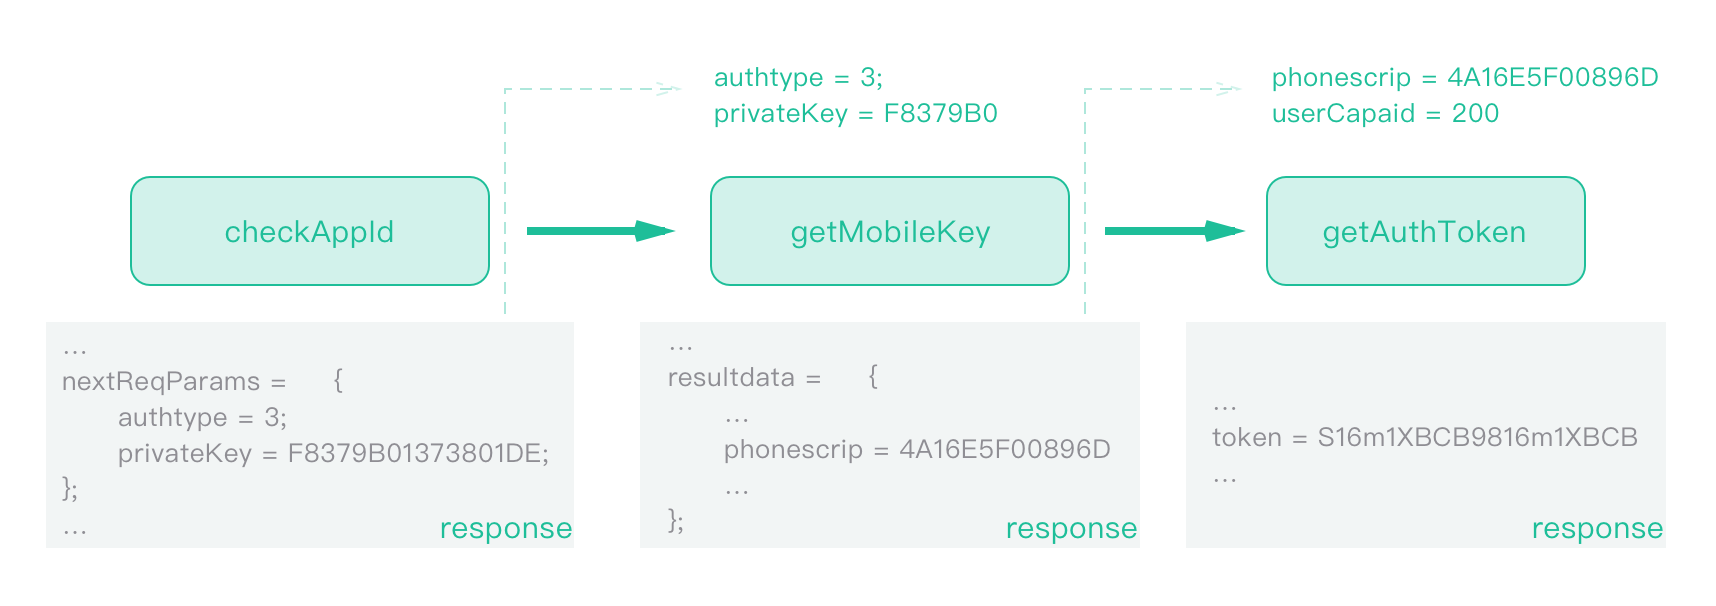 authtype = 3;
privateKey = F8379B0
phonescrip = 4A16E5F00896D
userCapaid = 200
checkAppId
getMobileKey
getAuthToken
...
nextReqParams = {
authtype = 3;
privateKey = F8379B01373801DE;
};
...
response
...
resultdata = {
...
phonescrip = 4A16E5F00896D
...
};
response
...
token = S16m1XBCB9816m1XBCB
...
response